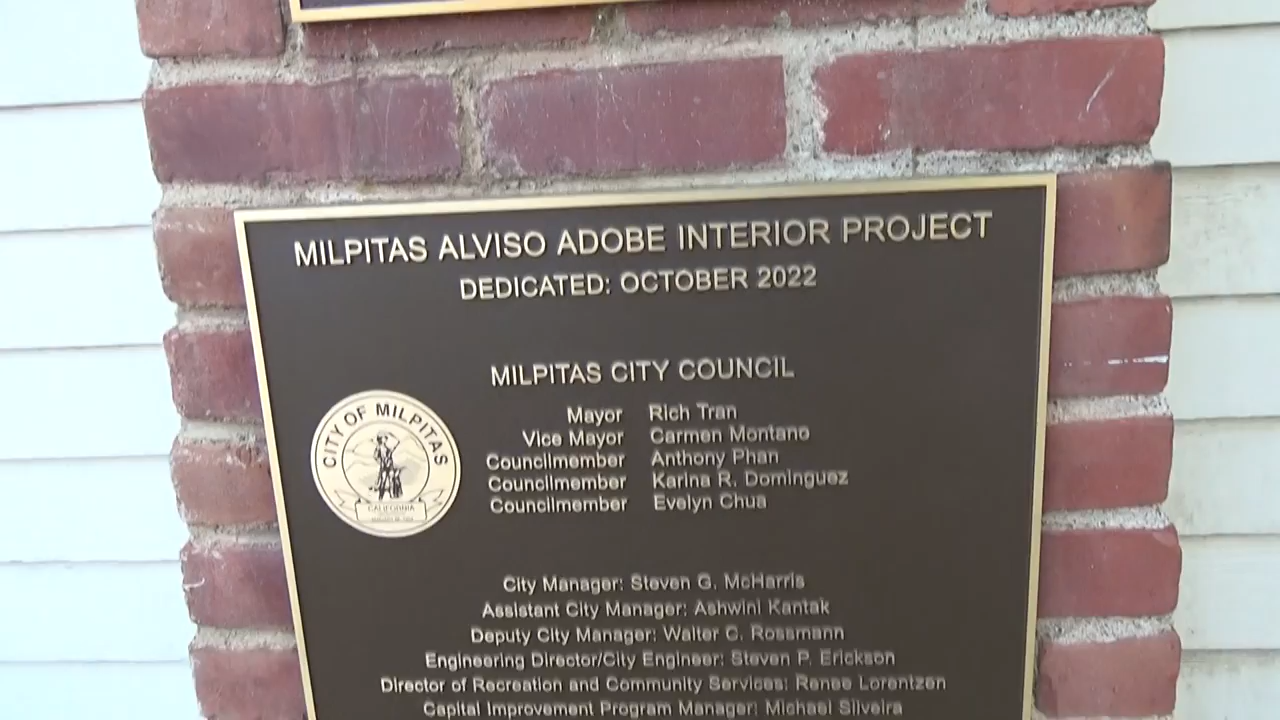 MILPITAS ALVISO ADOBE INTERIOR PROJECT
DEDICATED: OCTOBER 2022
MILPITAS CITY COUNCIL
Mayor Rich Tran
Vice Mayor Carmen Montano
Councilmember Anthony Phan
Councilmember Karina R. Dominguez
Councilmember Evelyn Chua
CITY OF MILPITAS
CALIFORNIA
City Manager: Steven G. McHarris
Assistant City Manager: Ashwini Kantak
Deputy City Manager: Walter C. Rossmann
Engineering Director/City Engineer: Steven P. Erickson
Director of Recreation and Community Services: Renee Lorentzen
Capital Improvement Program Manager: Michael Silveira